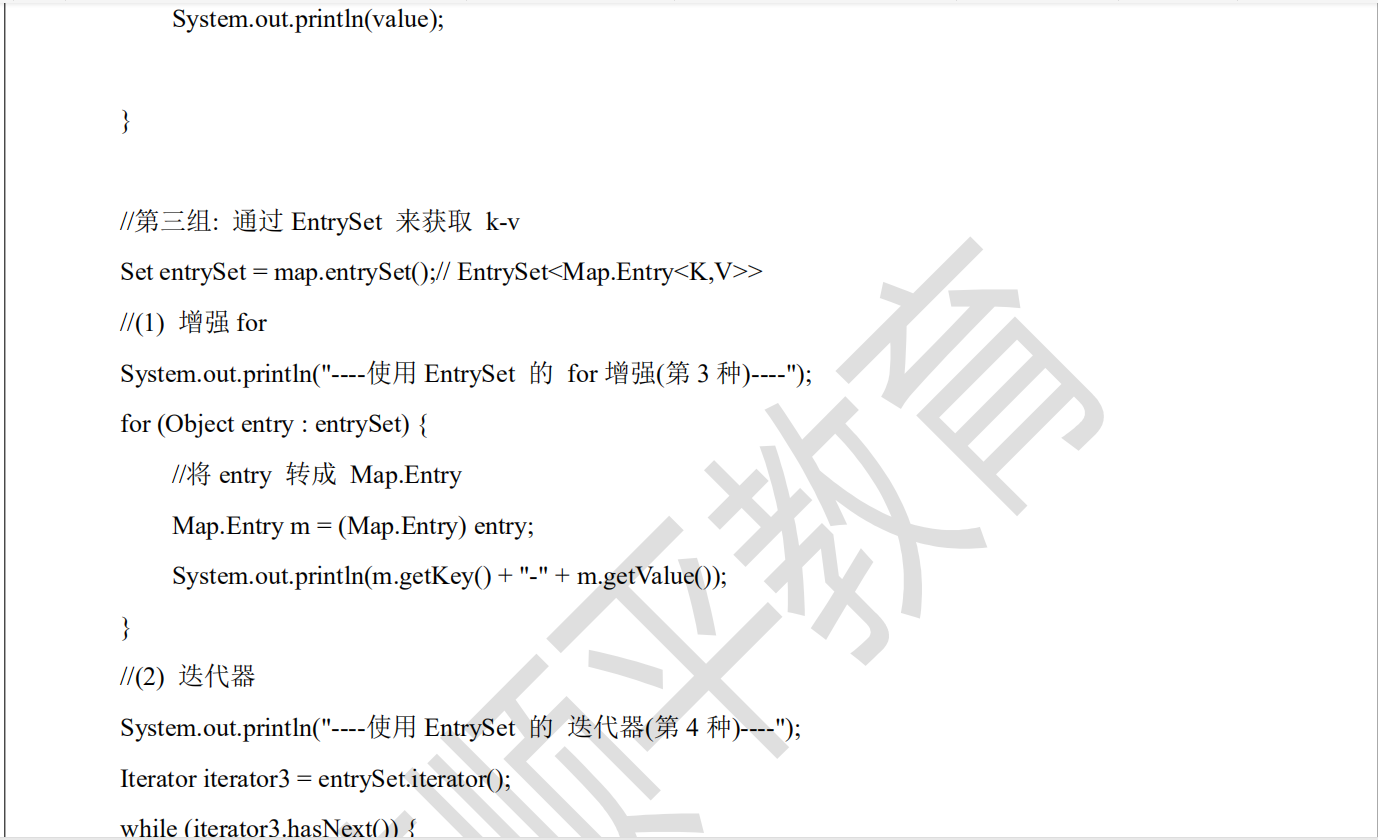 System.out.println(value);
}
//第三组: 通过 EntrySet 来获取 k-v
Set entrySet = map.entrySet();// EntrySet<Map.Entry<K,V>>
//(1) 增强 for
System.out.println("----使用 EntrySet 的 for 增强(第 3 种)----");
for (Object entry : entrySet) {
//将 entry 转成 Map.Entry
Map.Entry m = (Map.Entry) entry;
System.out.println(m.getKey() + "-" + m.getValue());
}
//(2) 迭代器
System.out.println("----使用 EntrySet 的 迭代器(第 4 种)----");
Iterator iterator3 = entrySet.iterator();
while (iterator3.hasNext()) {
顺平教育